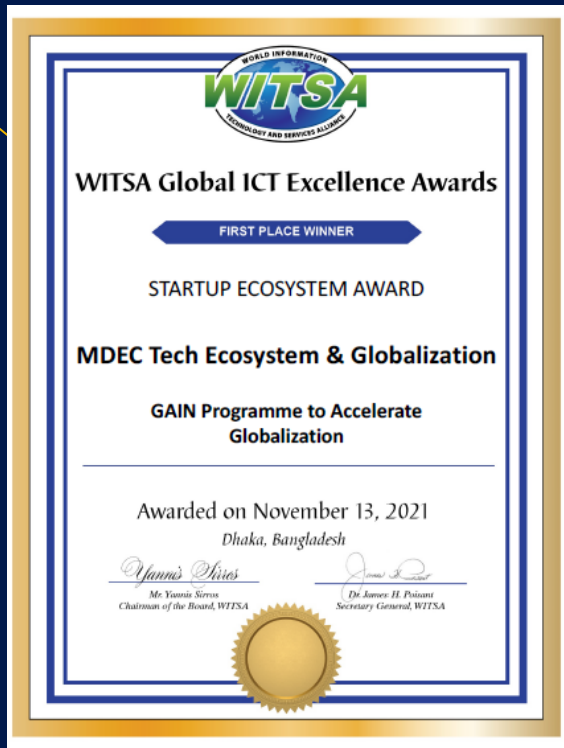 WORLD INFORMATION
WITSA
TECHNOLOGY AND SERVICES ALLIANCE
WITSA Global ICT Excellence Awards
FIRST PLACE WINNER
STARTUP ECOSYSTEM AWARD
MDEC Tech Ecosystem & Globalization
GAIN Programme to Accelerate
Globalization
Awarded on November 13, 2021
Dhaka, Bangladesh
Yannis Sirros
Mr. Yannis Sirros
Chairman of the Board, WITSA
Dr. James H. Poisant
Secretary General, WITSA